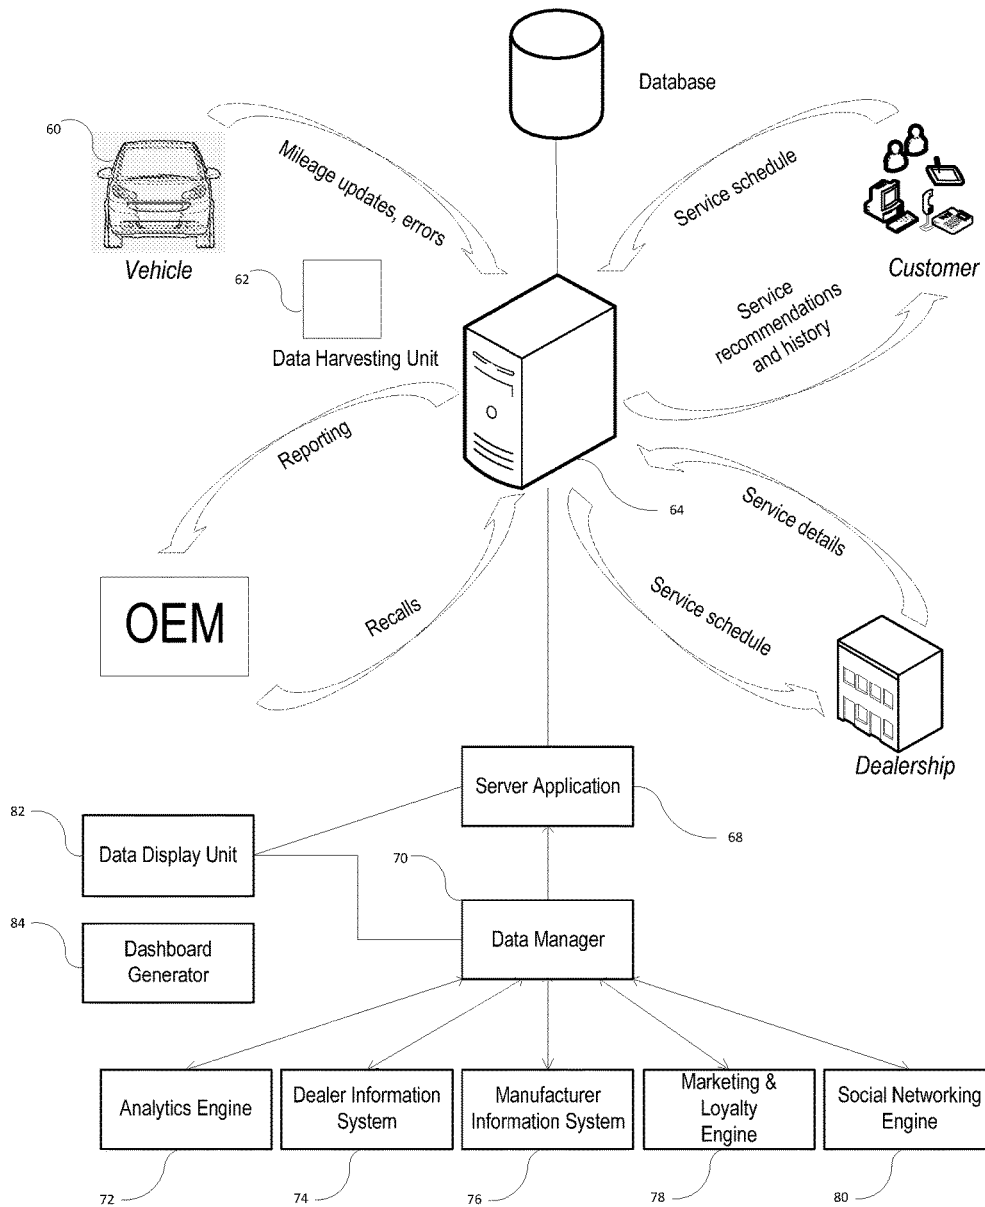 Database
60
Mileage updates, errors
Service schedule
Vehicle
Customer
62
Service
recommendations
and history
Data Harvesting Unit
Reporting
64
Service details
OEM
Recalls
Service schedule
Dealership
Server Application
82
68
Data Display Unit
70
84
Data Manager
Dashboard
Generator
Analytics Engine
Dealer Information
System
Manufacturer
Information System
Marketing &
Loyalty
Engine
Social Networking
Engine
72
74
76
78
80